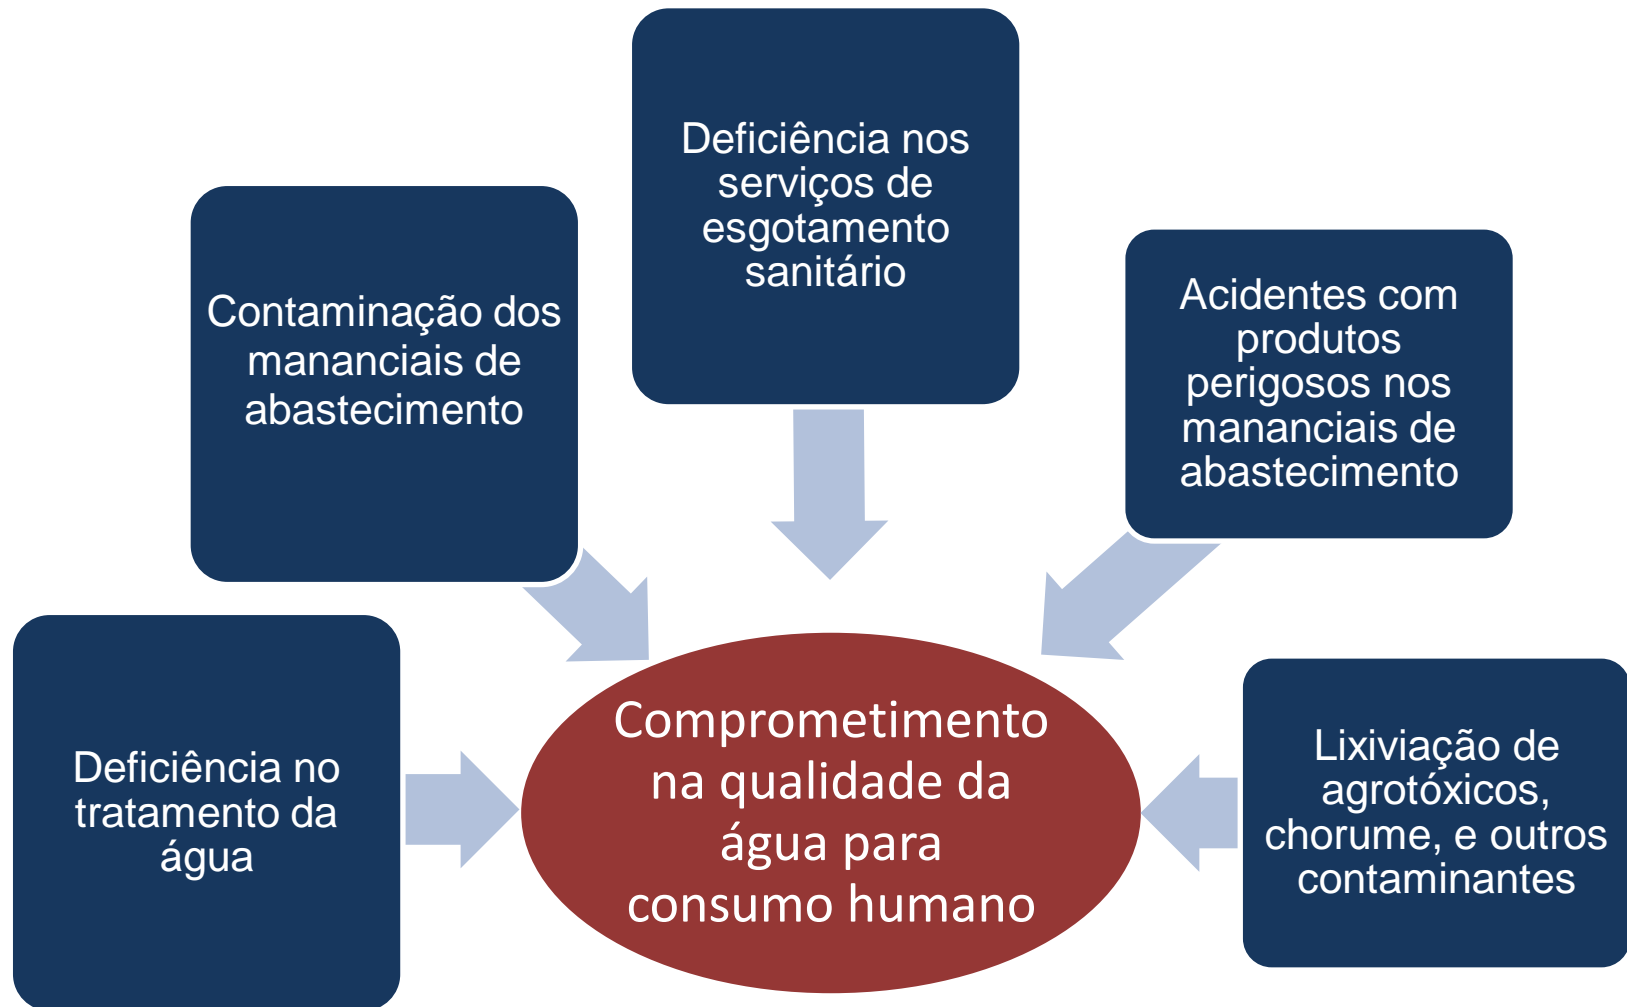 Deficiência nos
serviços de
esgotamento
sanitário
Contaminação dos
mananciais de
abastecimento
Acidentes com
produtos
perigosos nos
mananciais de
abastecimento
Deficiência no
tratamento da
água
Comprometimento
na qualidade da
água para
consumo humano
Lixiviação de
agrotóxicos,
chorume, e outros
contaminantes